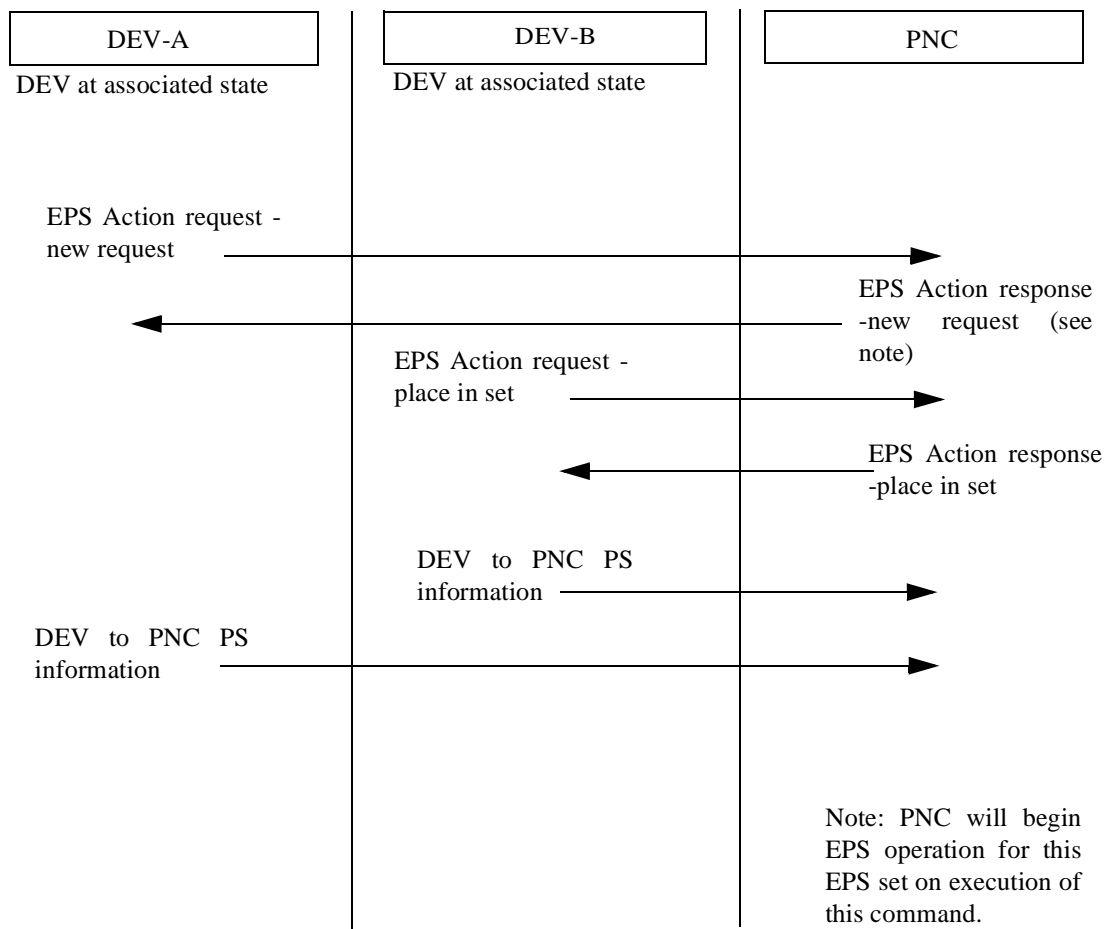 DEV-A
DEV-B
PNC
DEV at associated state
DEV at associated state
EPS Action request -
new request
EPS Action response
-new request (see
note)
EPS Action request -
place in set
EPS Action response
-place in set
DEV to PNC PS
information
DEV to PNC PS
information
Note: PNC will begin
EPS operation for this
EPS set on execution of
this command.